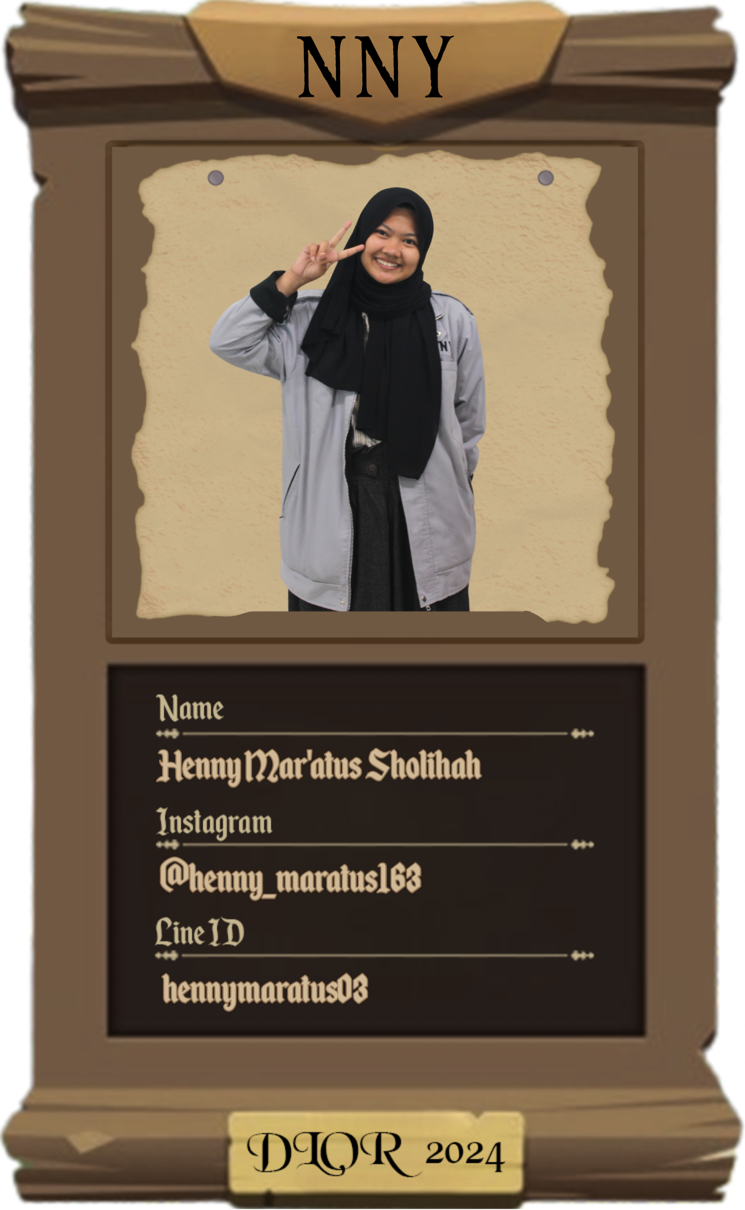 NNY
Name
Henny Mar'atus Sholihah
Instagram
@henny_maratus163
Line ID
hennymaratus03
DLOR 2024